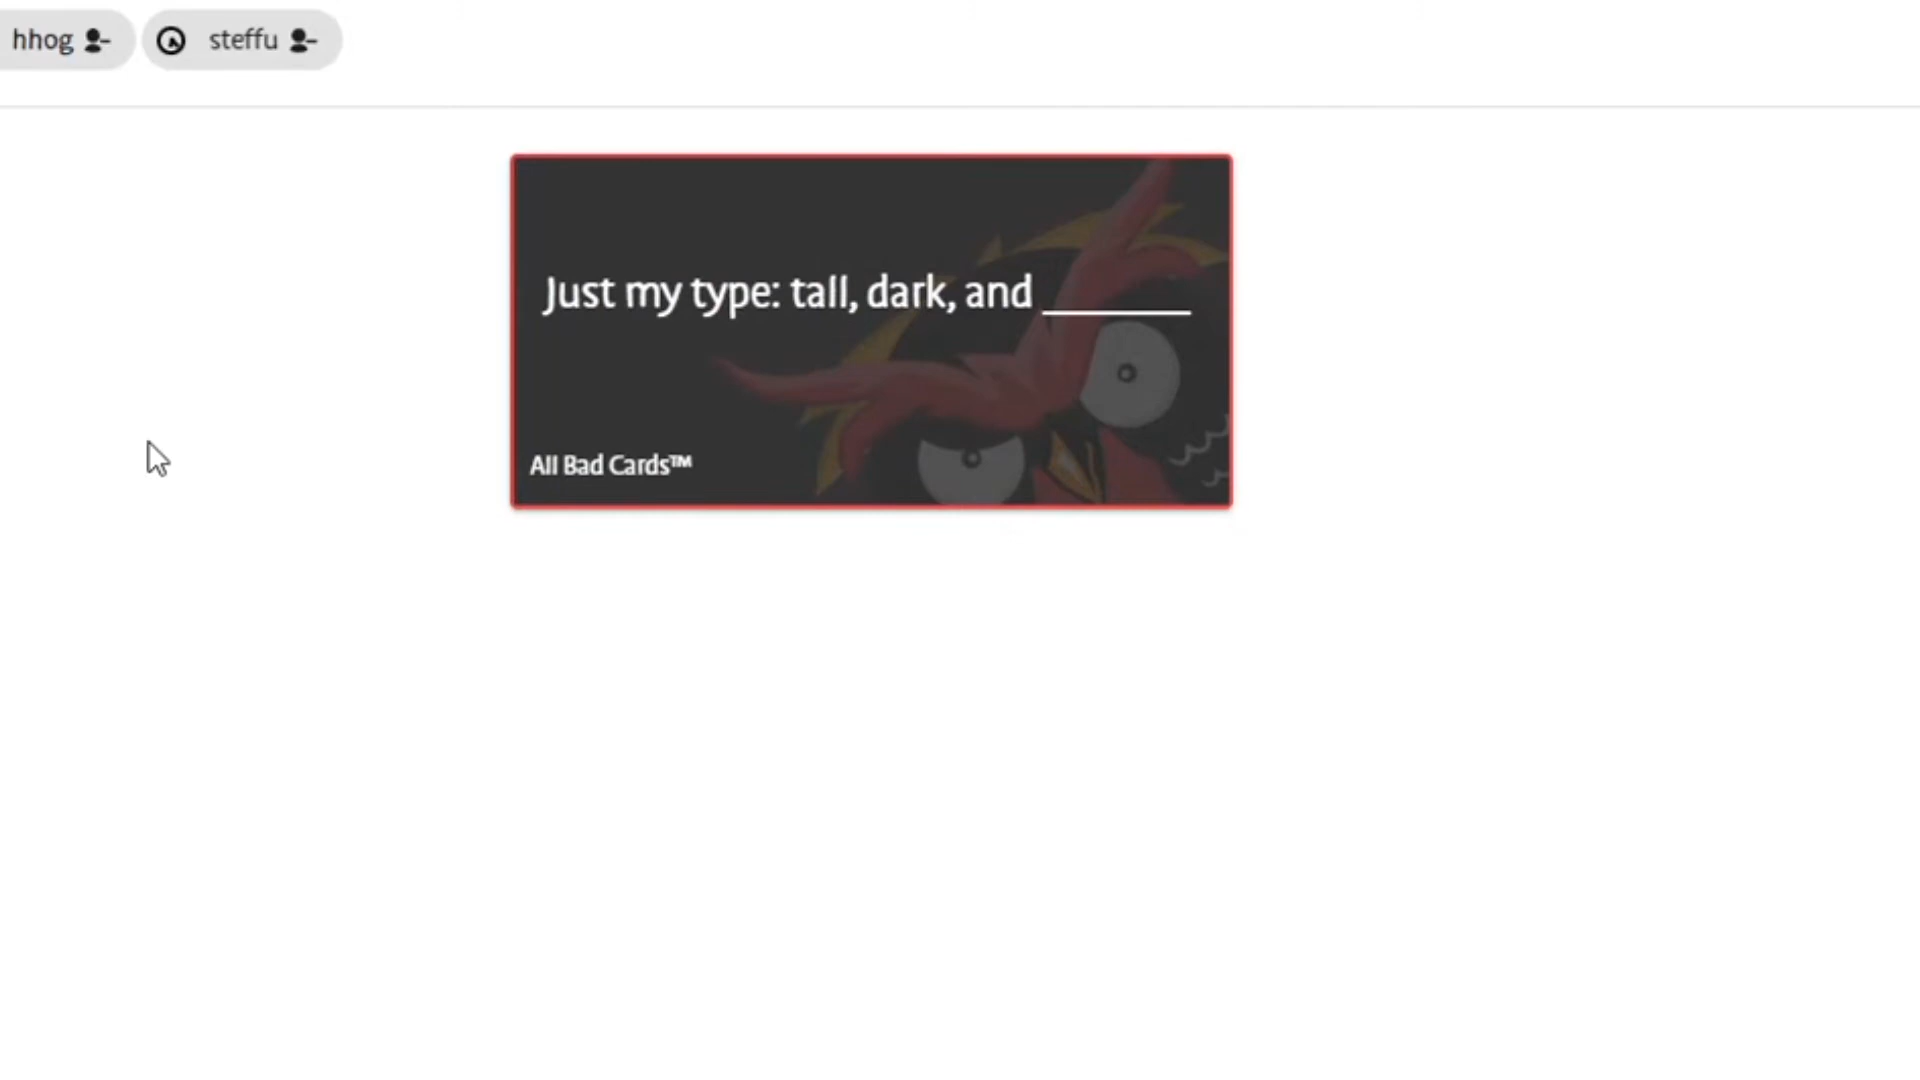 hhog steffu
Just my type: tall, dark, and ________
All Bad Cards™